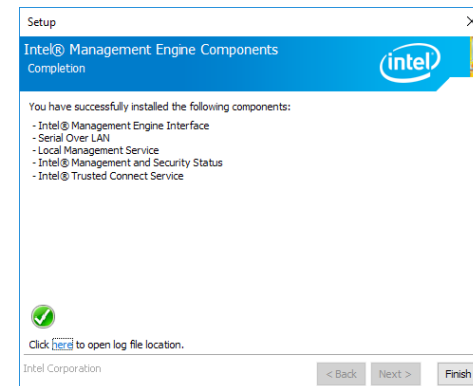 Setup
Intel® Management Engine Components
Completion
intel
You have successfully installed the following components:
- Intel® Management Engine Interface
- Serial Over LAN
- Local Management Service
- Intel® Management and Security Status
- Intel® Trusted Connect Service
Click here to open log file location.
Intel Corporation
< Back
Next >
Finish